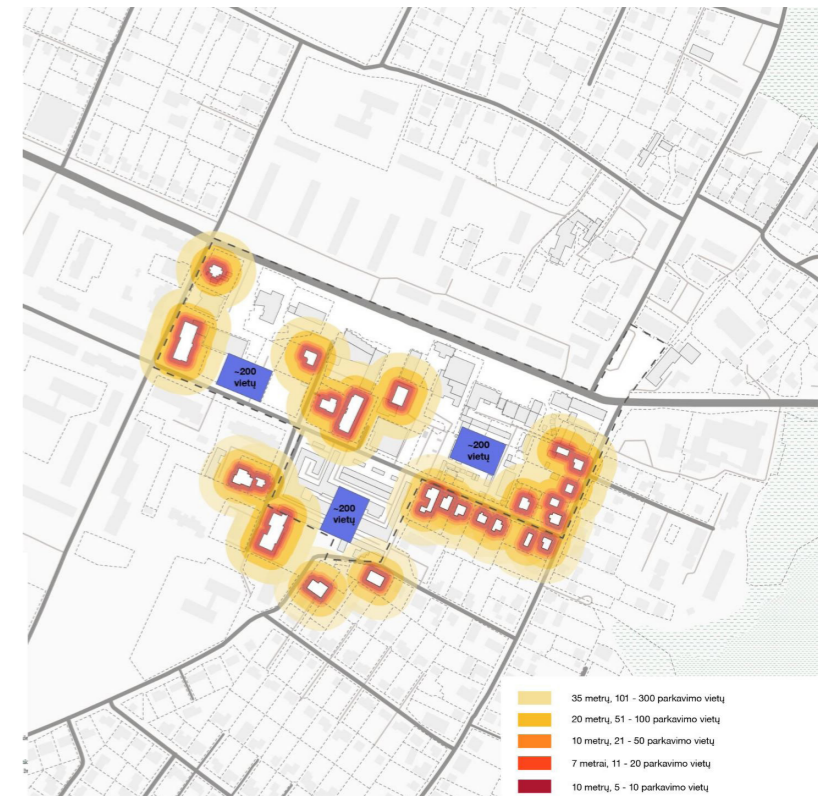 ~200
vietų
~200
vietų
~200
vietų
35 metrų, 101 - 300 parkavimo vietų
20 metrų, 51 - 100 parkavimo vietų
10 metrų, 21 - 50 parkavimo vietų
7 metrai, 11 - 20 parkavimo vietų
10 metrų, 5 - 10 parkavimo vietų